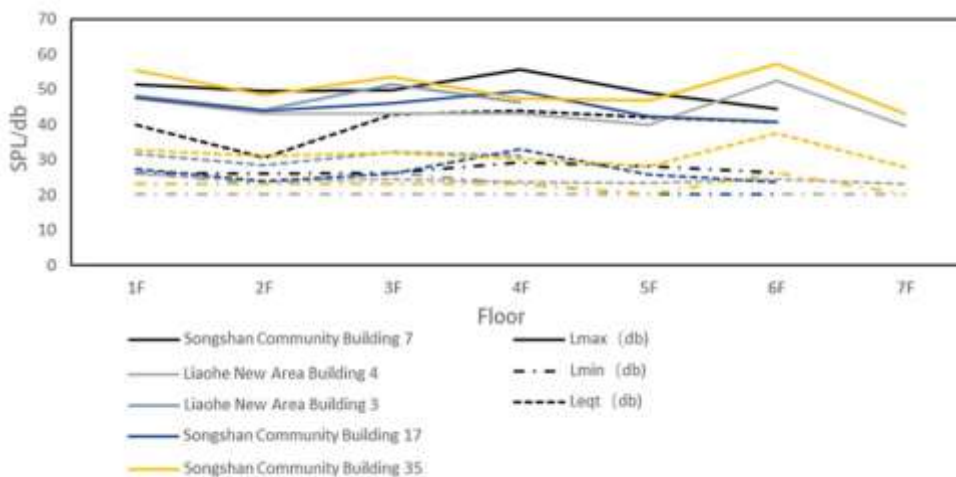 70
60
50
40
30
20
10
0
SPL/db
1F 2F 3F 4F 5F 6F 7F
Floor
Songshan Community Building 7
Liaohe New Area Building 4
Liaohe New Area Building 3
Songshan Community Building 17
Songshan Community Building 35
Lmax (db)
Lmin (db)
Leqt (db)